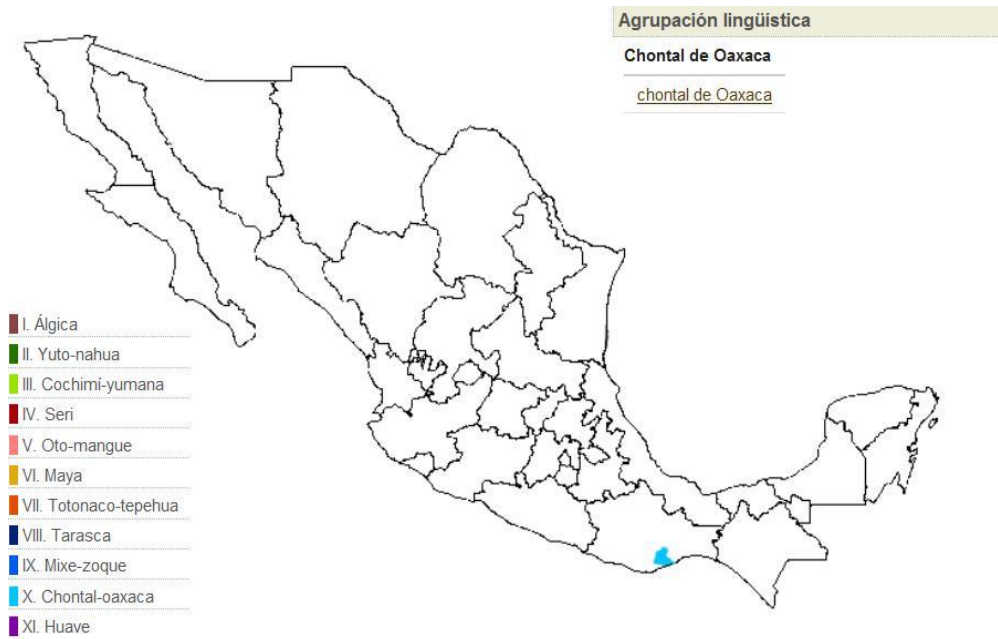 Agrupación lingüística
Chontal de Oaxaca
chontal de Oaxaca
I. Álgica
II. Yuto-nahua
III. Cochimí-yumana
IV. Seri
V. Oto-mangue
VI. Maya
VII. Totonaco-tepehua
VIII. Tarasca
IX. Mixe-zoque
X. Chontal-oaxaca
XI. Huave